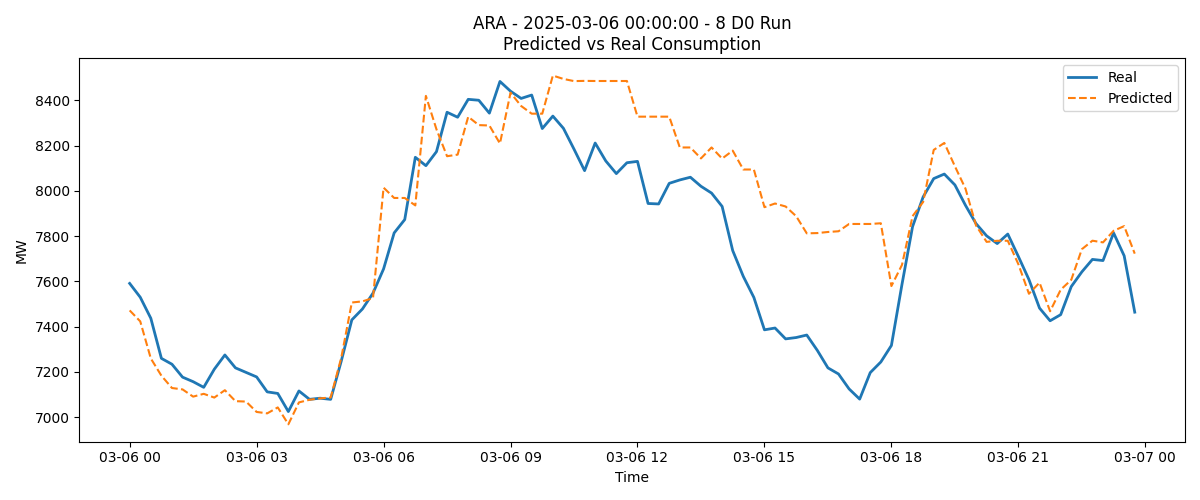 ARA - 2025-03-06 00:00:00 - 8 D0 Run
Predicted vs Real Consumption
Real
Predicted
MW
8400
8200
8000
7800
7600
7400
7200
7000
03-06 00
03-06 03
03-06 06
03-06 09
03-06 12
03-06 15
03-06 18
03-06 21
03-07 00
Time